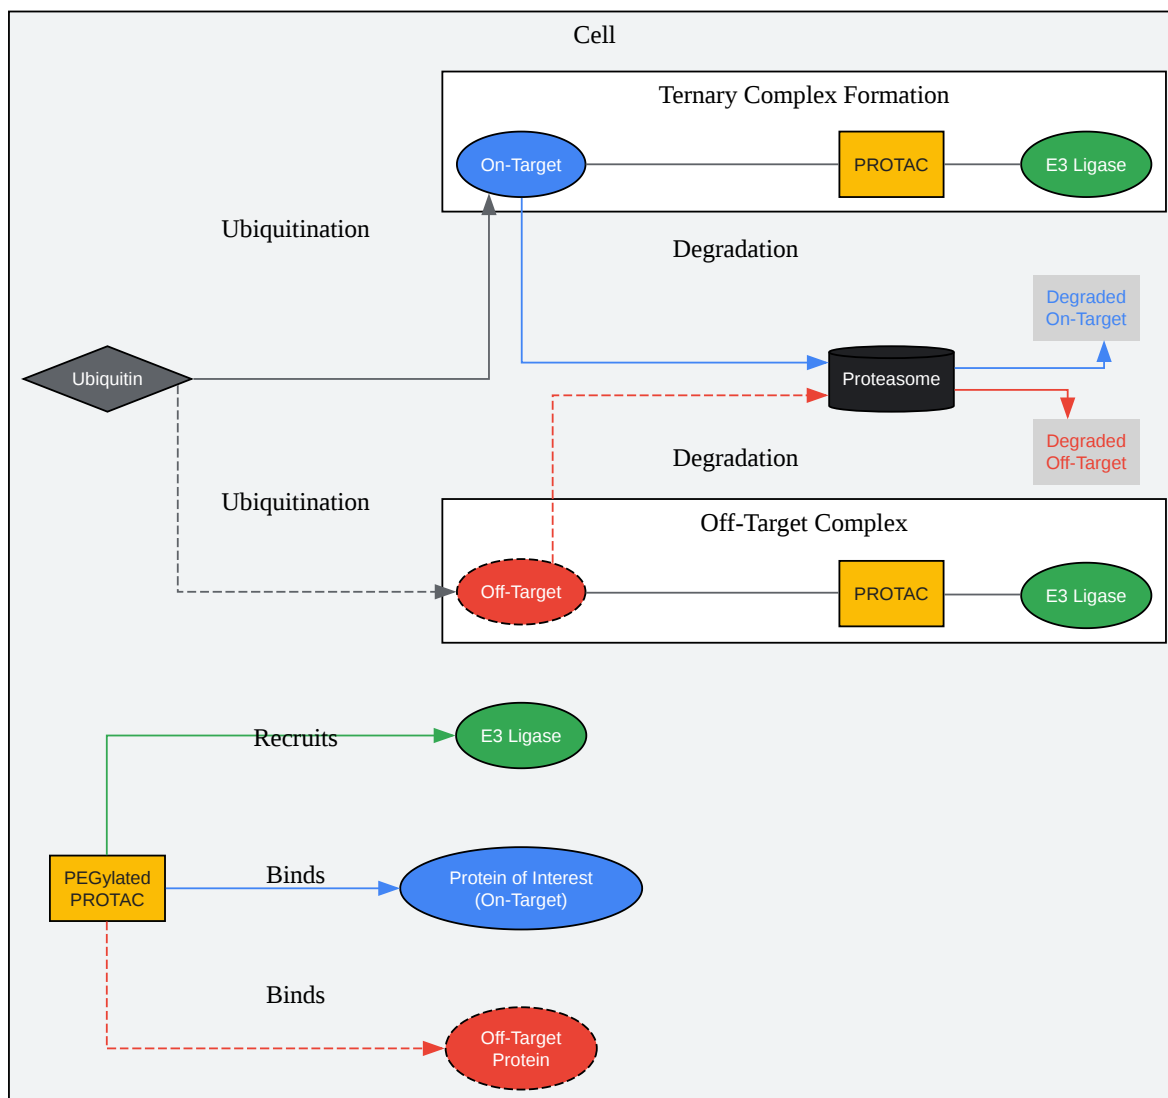 Cell
Ternary Complex Formation
On-Target
PROTAC
E3 Ligase
Ubiquitination
Degradation
Degraded
On-Target
Ubiquitin
Proteasome
Degraded
Off-Target
Degradation
Ubiquitination
Off-Target Complex
Off-Target
PROTAC
E3 Ligase
Recruits
E3 Ligase
PEGylated
PROTAC
Binds
Protein of Interest
(On-Target)
Binds
Off-Target
Protein